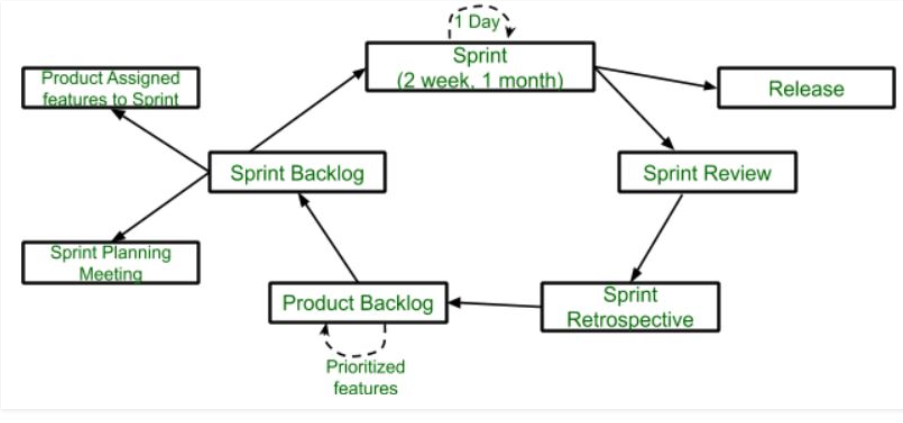 1 Day
Sprint
(2 week, 1 month)
Product Assigned
features to Sprint
Release
Sprint Backlog
Sprint Review
Sprint Planning
Meeting
Product Backlog
Sprint
Retrospective
Prioritized
features